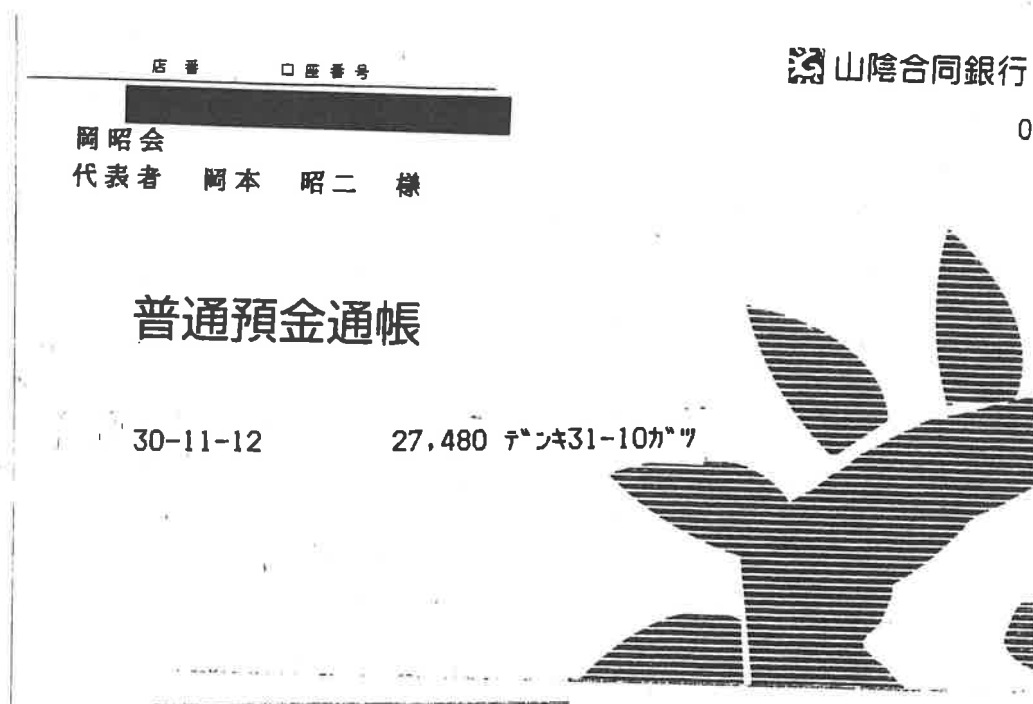 店番 口座番号
山陰合同銀行
岡昭会
代表者 岡本 昭二 様
普通預金通帳
30-11-12 27,480 デンキ31-10ガツ